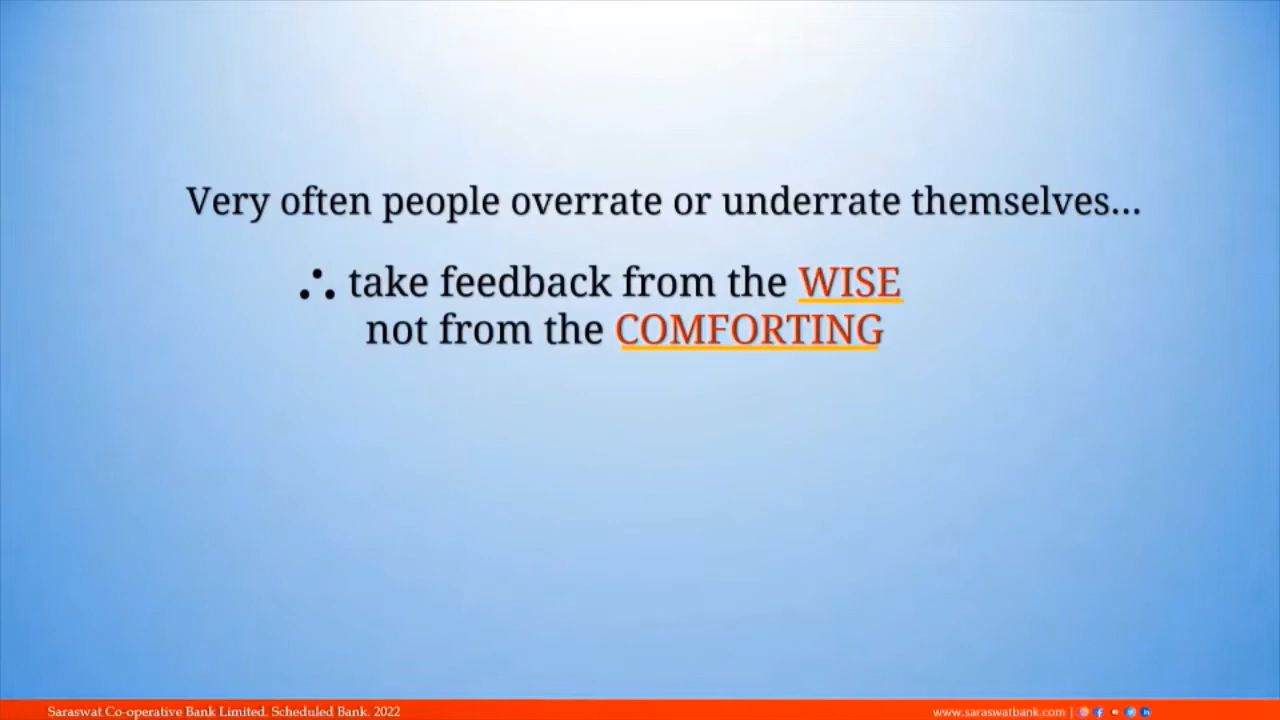 Very often people overrate or underrate themselves...
∴ take feedback from the WISE
not from the COMFORTING
Saraswat Co-operative Bank Limited. Scheduled Bank. 2022
www.saraswatbank.com |